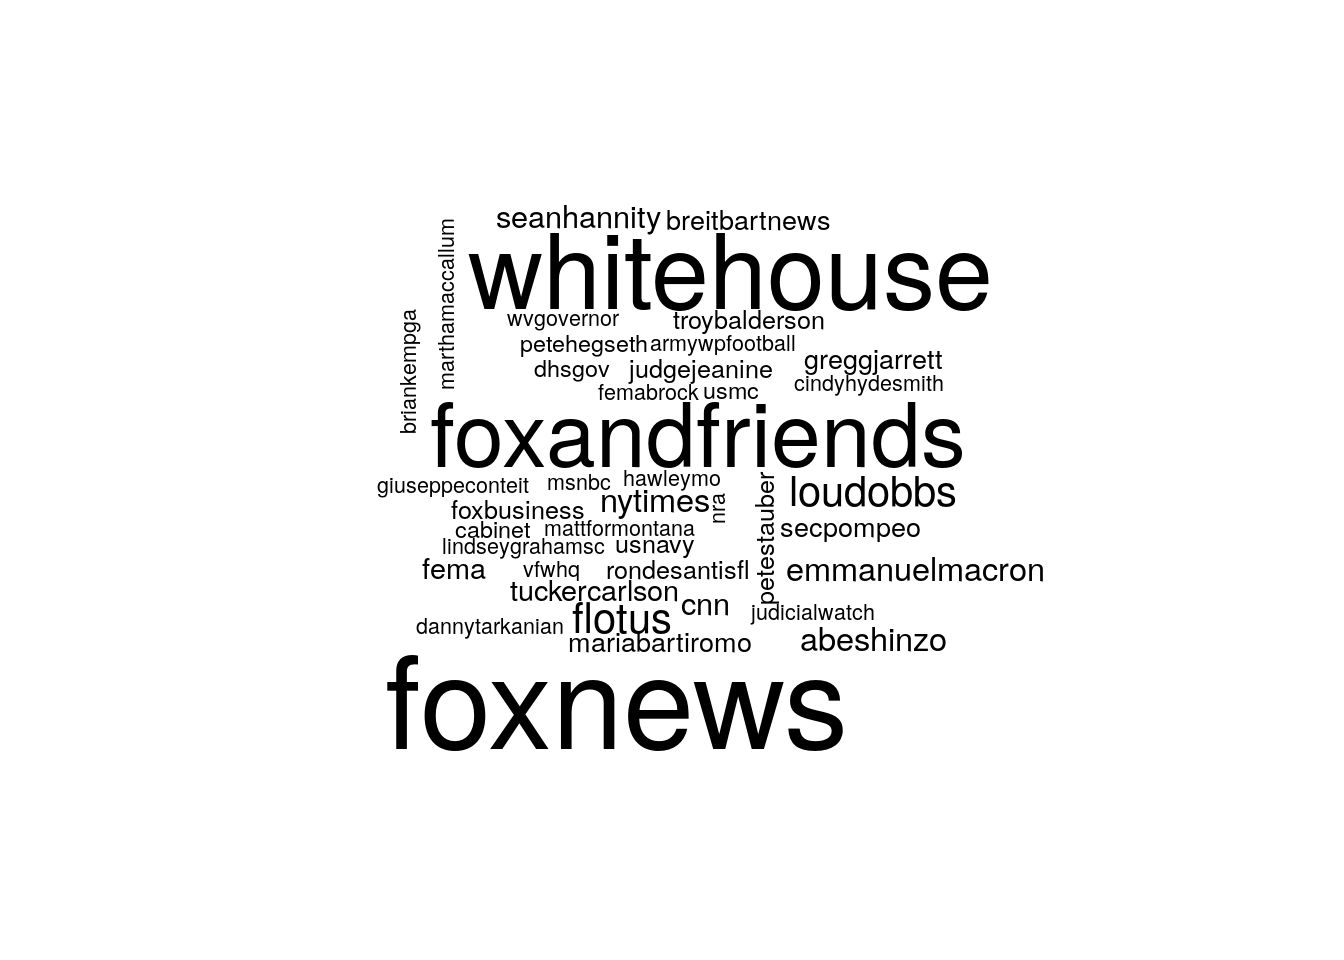 seanhannity breitbartnews
whitehouse
marthamaccallum
briankempga
wvgovernor troybalderson
petehegseth armywpfootball
greggjarrett
dhsgov judgejeanine
cindyhydesmith
femabrock usmc
foxandfriends
giuseppeconteit msnbc hawleymo
loudobbs
foxbusiness nytimes nra
petestauber
cabinet mattformontana
secpompeo
lindseygrahamsc usnavy
fema vfwhq rondesantisfl
emmanuelmacron
tuckercarlson
flotus cnn
judicialwatch
dannytarkanian
mariabartiromo
abeshinzo
foxnews